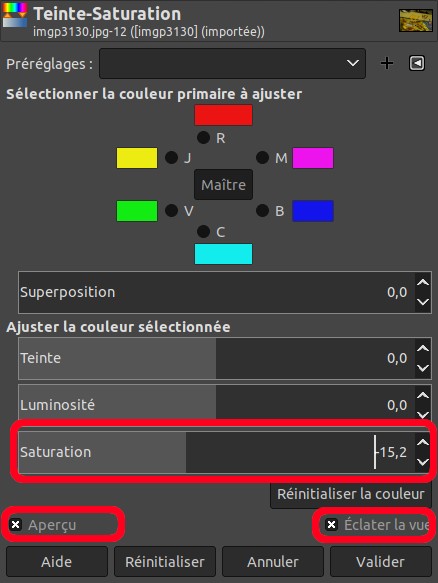 Teinte-Saturation
imgp3130.jpg-12 ([imgp3130] (importée))
Préréglages :
Sélectionner la couleur primaire à ajuster
R
J M
Maître
V B
C
Superposition 0,0
Ajuster la couleur sélectionnée
Teinte 0,0
Luminosité 0,0
Saturation -15,2
Réinitialiser la couleur
Aperçu Éclater la vue
Aide Réinitialiser Annuler Valider